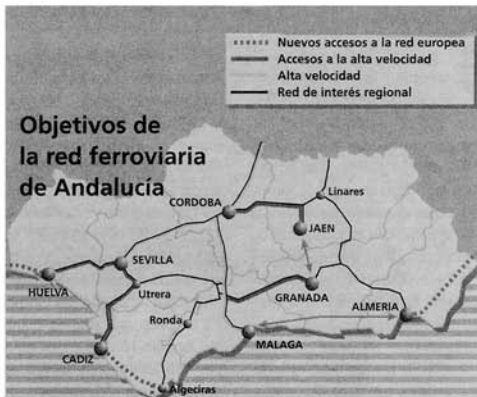 Nuevos accesos a la red europea
Accesos a la alta velocidad
Alta velocidad
Red de interés regional
Objetivos de
la red ferroviaria
de Andalucía
Linares
CORDOBA
JAEN
SEVILLA
HUELVA
Utrera
GRANADA
ALMERIA
Ronda
CADIZ
MALAGA
Algeciras